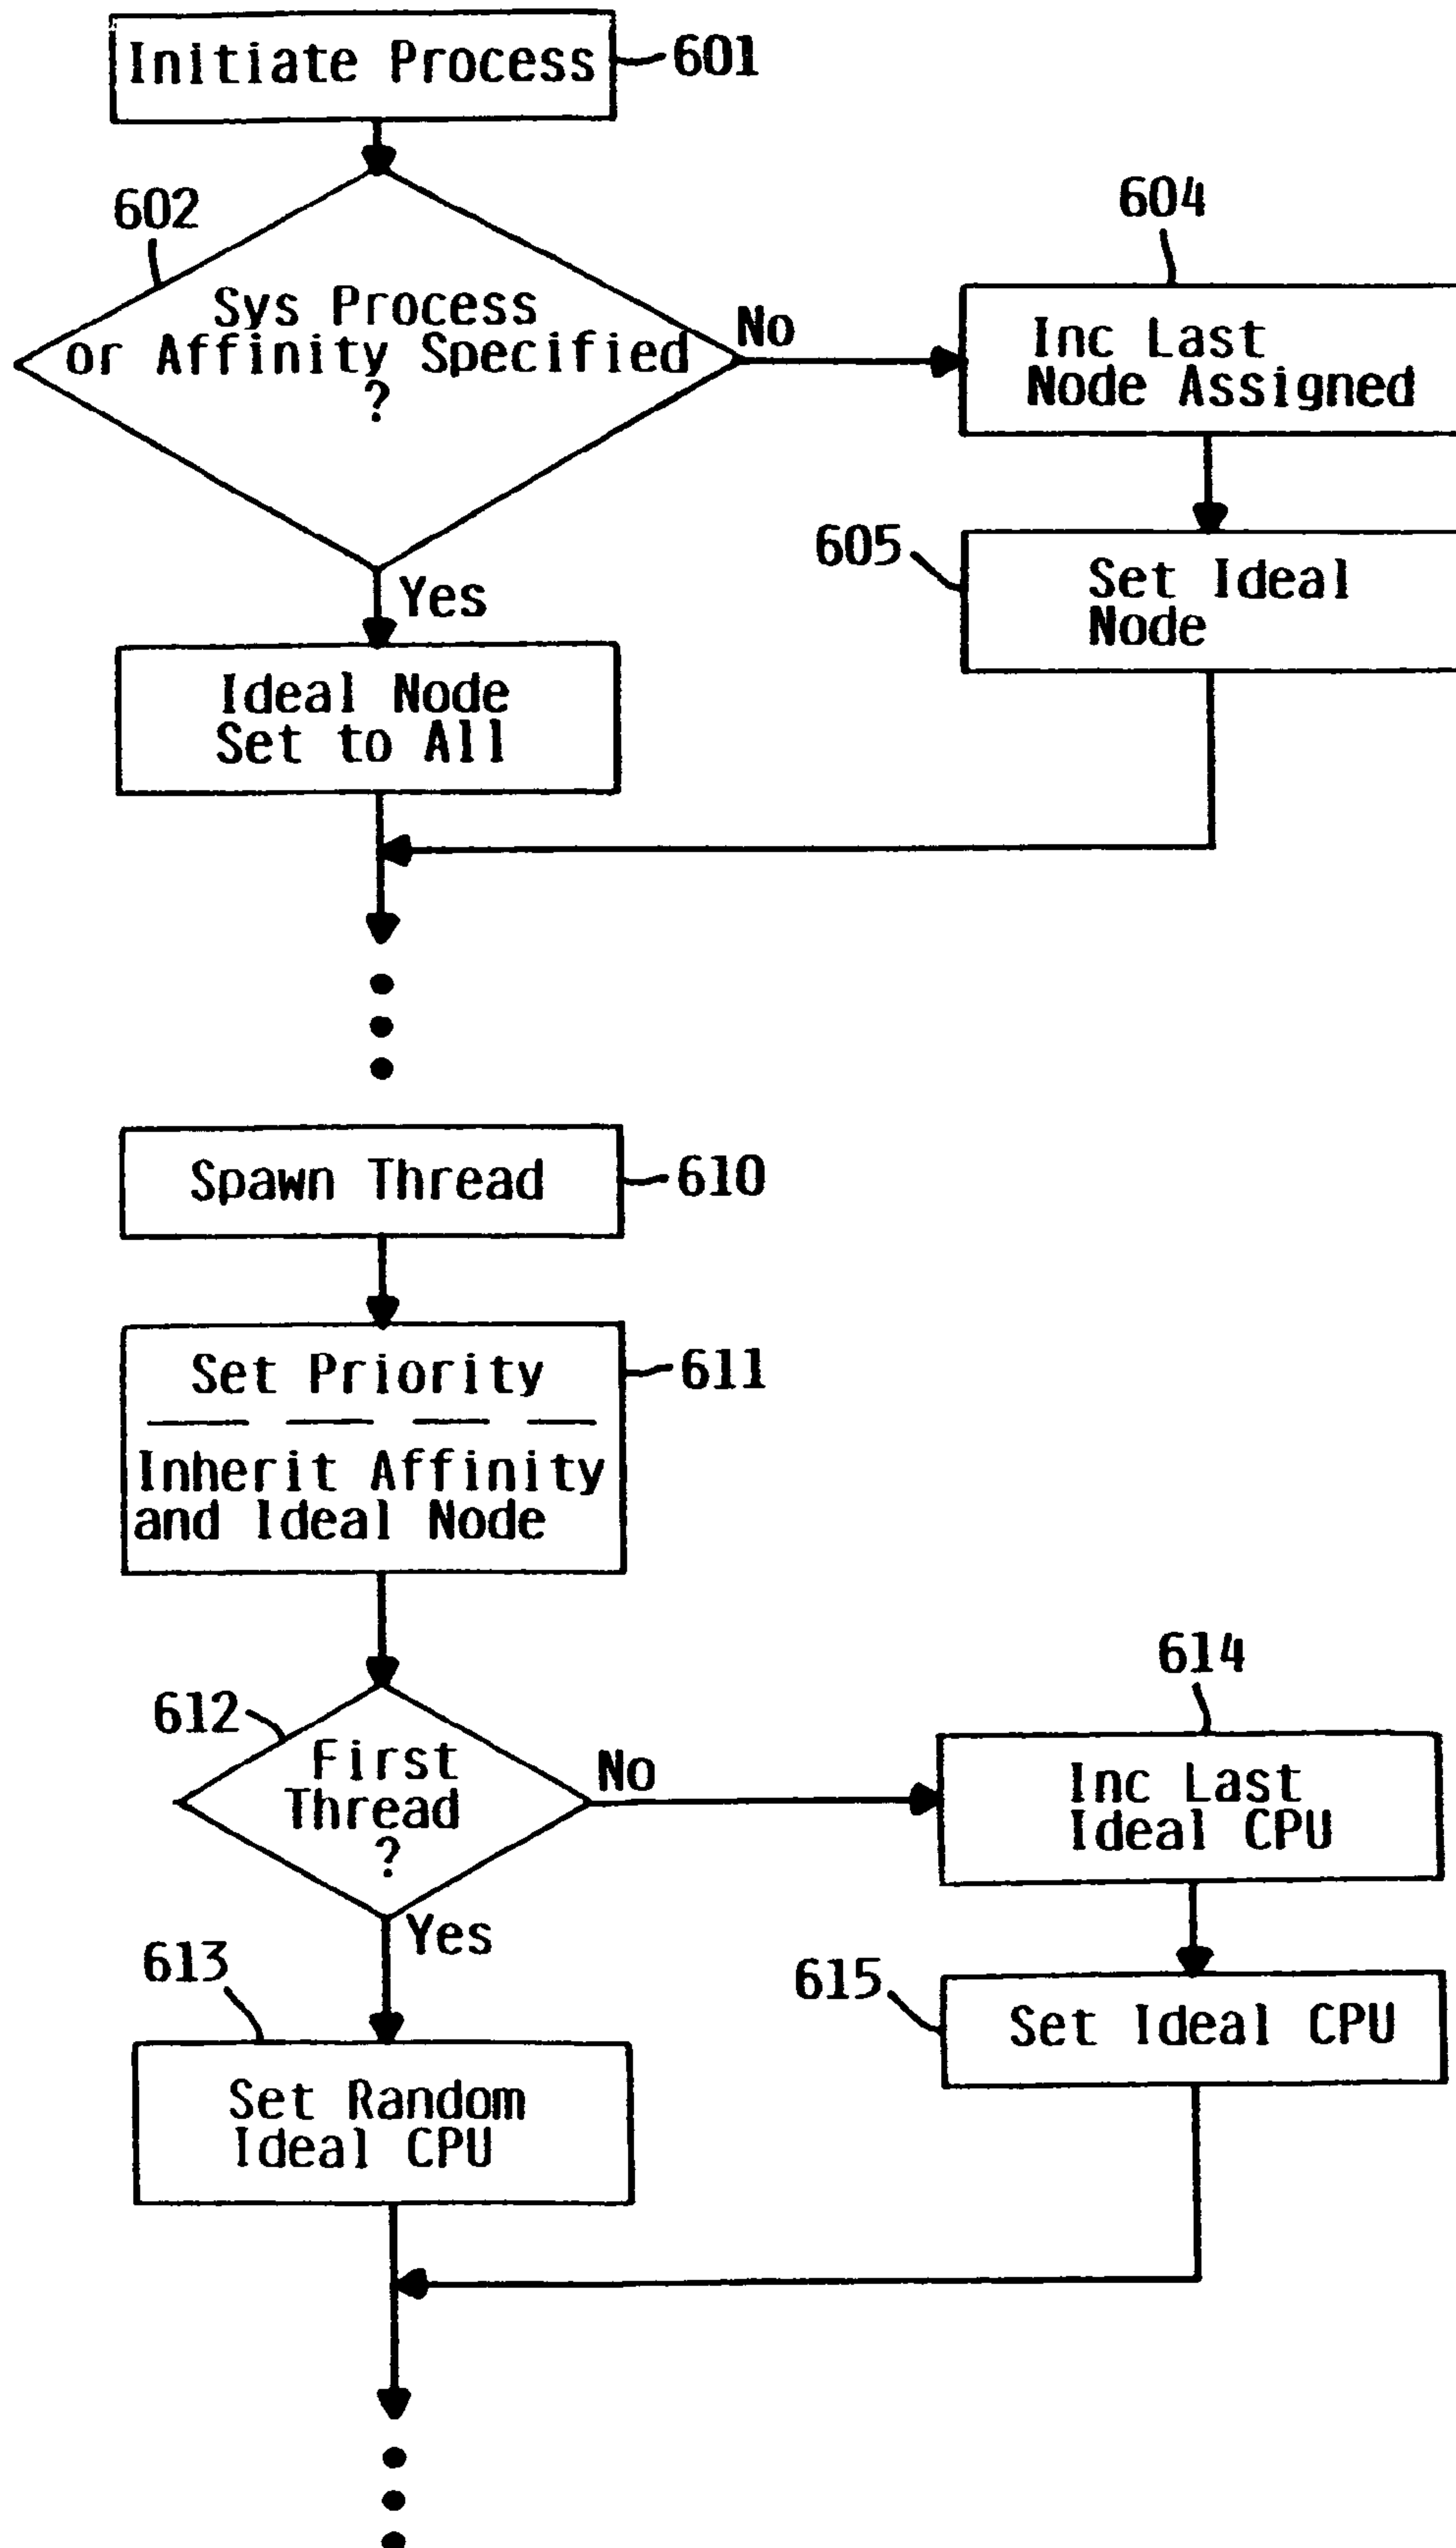 Initiate Process
601
602
Sys Process
or Affinity Specified
?
No
604
Inc Last
Node Assigned
605
Set Ideal
Node
Yes
Ideal Node
Set to All
Spawn Thread
610
Set Priority
611
Inherit Affinity
and Ideal Node
612
First
Thread
?
No
614
Inc Last
Ideal CPU
Yes
613
615
Set Ideal CPU
Set Random
Ideal CPU